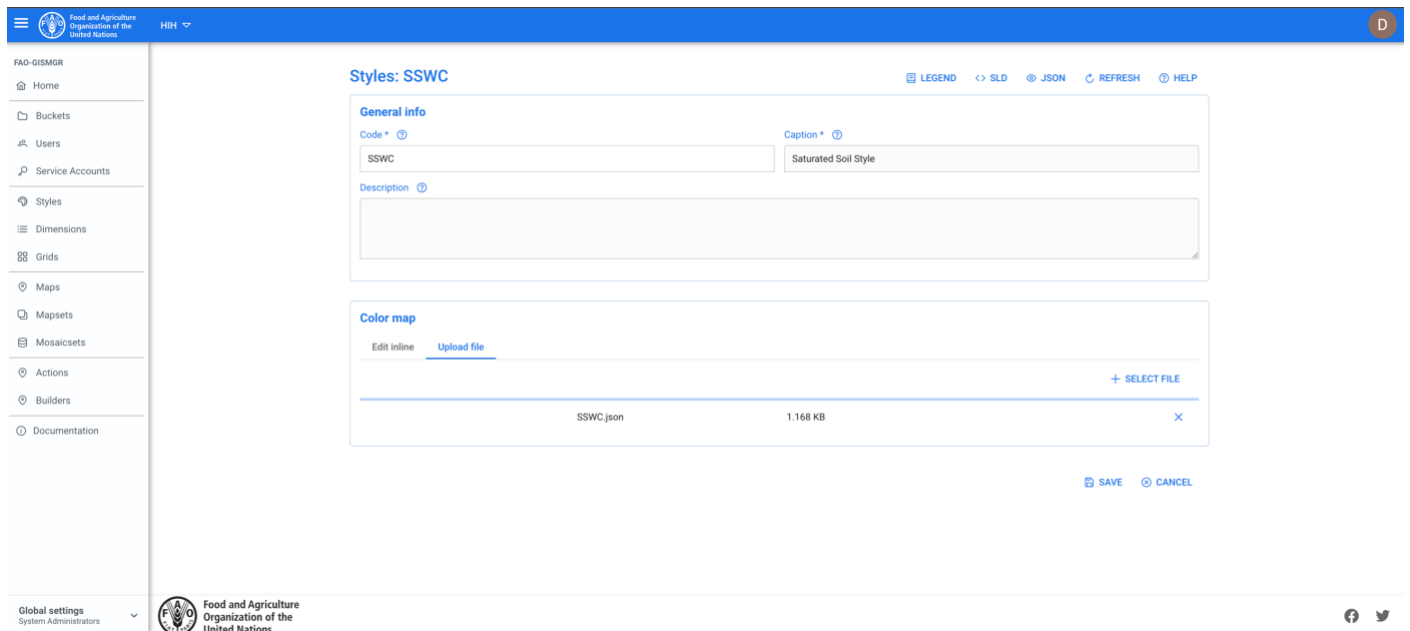 Food and Agriculture
Organization of the
United Nations
HIH
D
FAO-GISMGR
Home
Buckets
Users
Service Accounts
Styles
Dimensions
Grids
Maps
Mapsets
Mosaicsets
Actions
Builders
Documentation
Global settings
System Administrators
Styles: SSWC
LEGEND
<> SLD
JSON
REFRESH
HELP
General info
Code *
Caption *
SSWC
Saturated Soil Style
Description
Color map
Edit inline
Upload file
+ SELECT FILE
SSWC.json
1.168 KB
SAVE
CANCEL
Food and Agriculture
Organization of the
United Nations